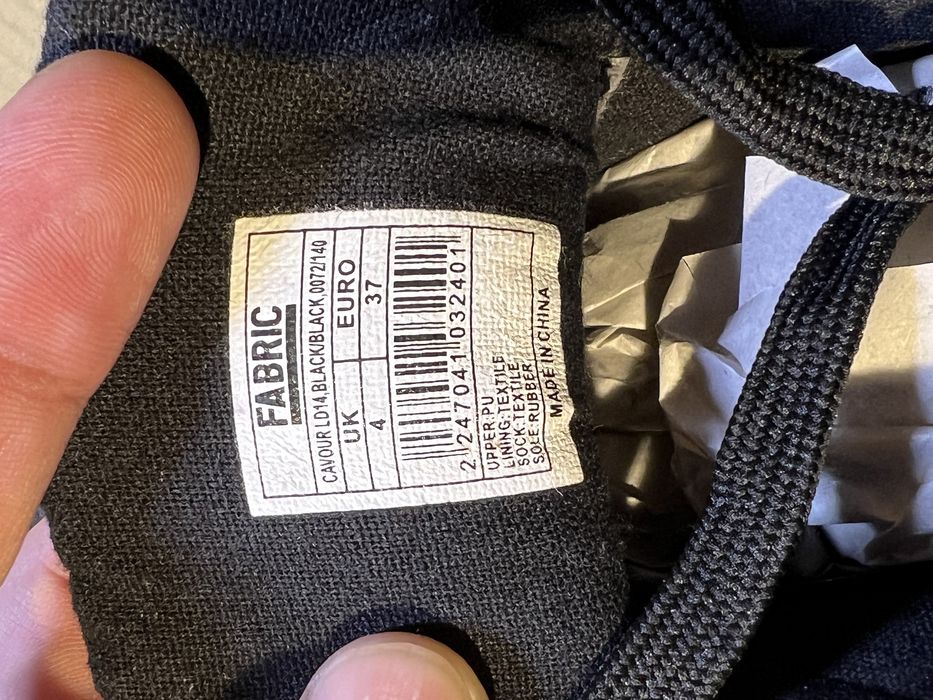 FABRIC
CAVOUR LD14,BLACK/BLACK,0072/140
UK EURO
4 37
2 247041 032401
UPPER:PU
LINING:TEXTILE
SOCK:TEXTILE
SOLE:RUBBER
MADE IN CHINA